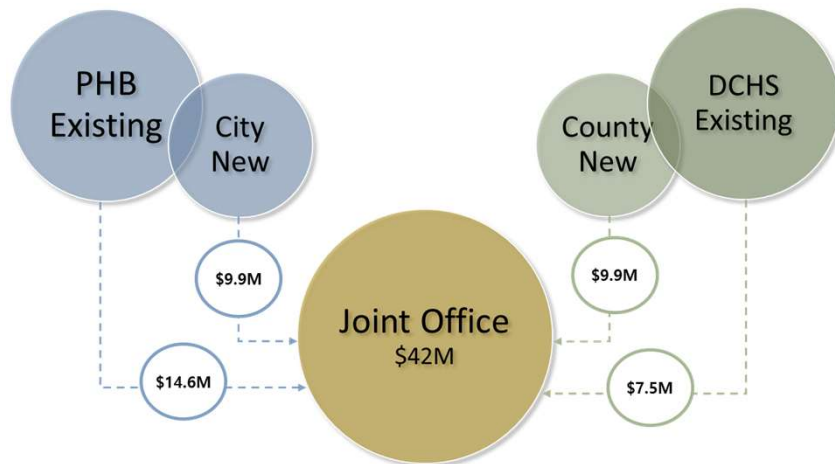 PHB
Existing
City
New
County
New
DCHS
Existing
$9.9M
$9.9M
Joint Office
$42M
$14.6M
$7.5M